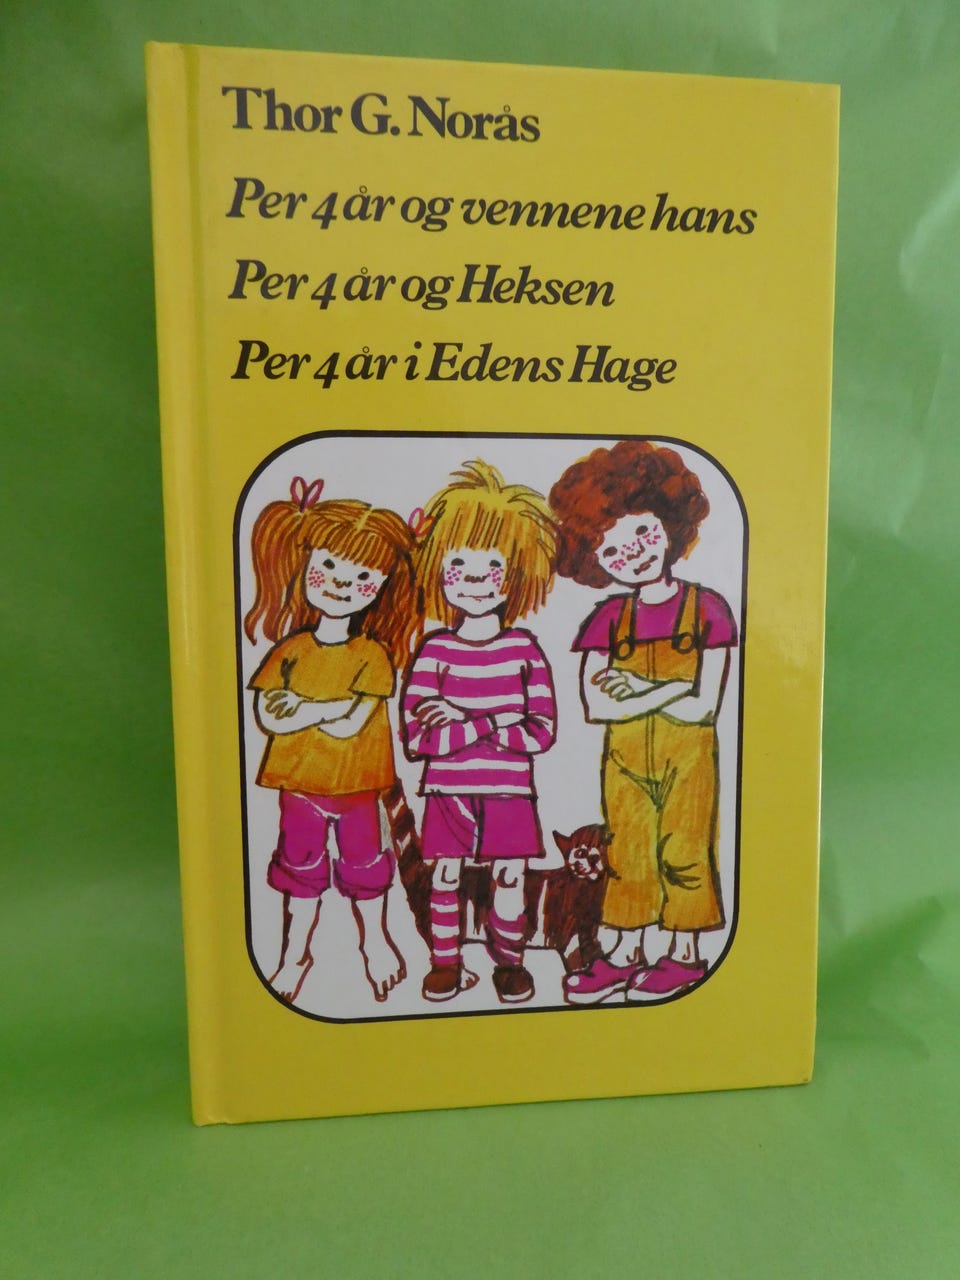 Thor G. Norås
Per 4 år og vennene hans
Per 4 år og Heksen
Per 4 år i Edens Hage